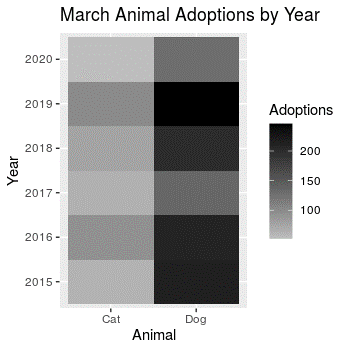 March Animal Adoptions by Year
2020
2019
2018
2017
2016
2015
Year
Cat Dog
Animal
Adoptions
200
150
100